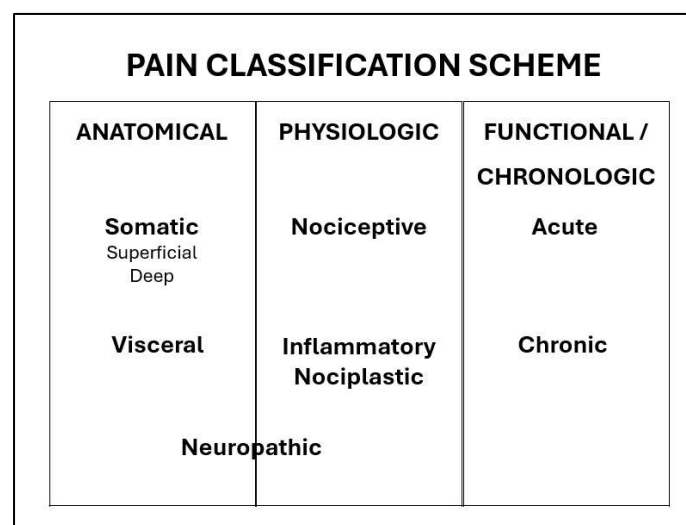 PAIN CLASSIFICATION SCHEME
ANATOMICAL
PHYSIOLOGIC
FUNCTIONAL /
CHRONOLOGIC
Somatic
Superficial
Deep
Nociceptive
Acute
Visceral
Inflammatory
Nociplastic
Chronic
Neuropathic